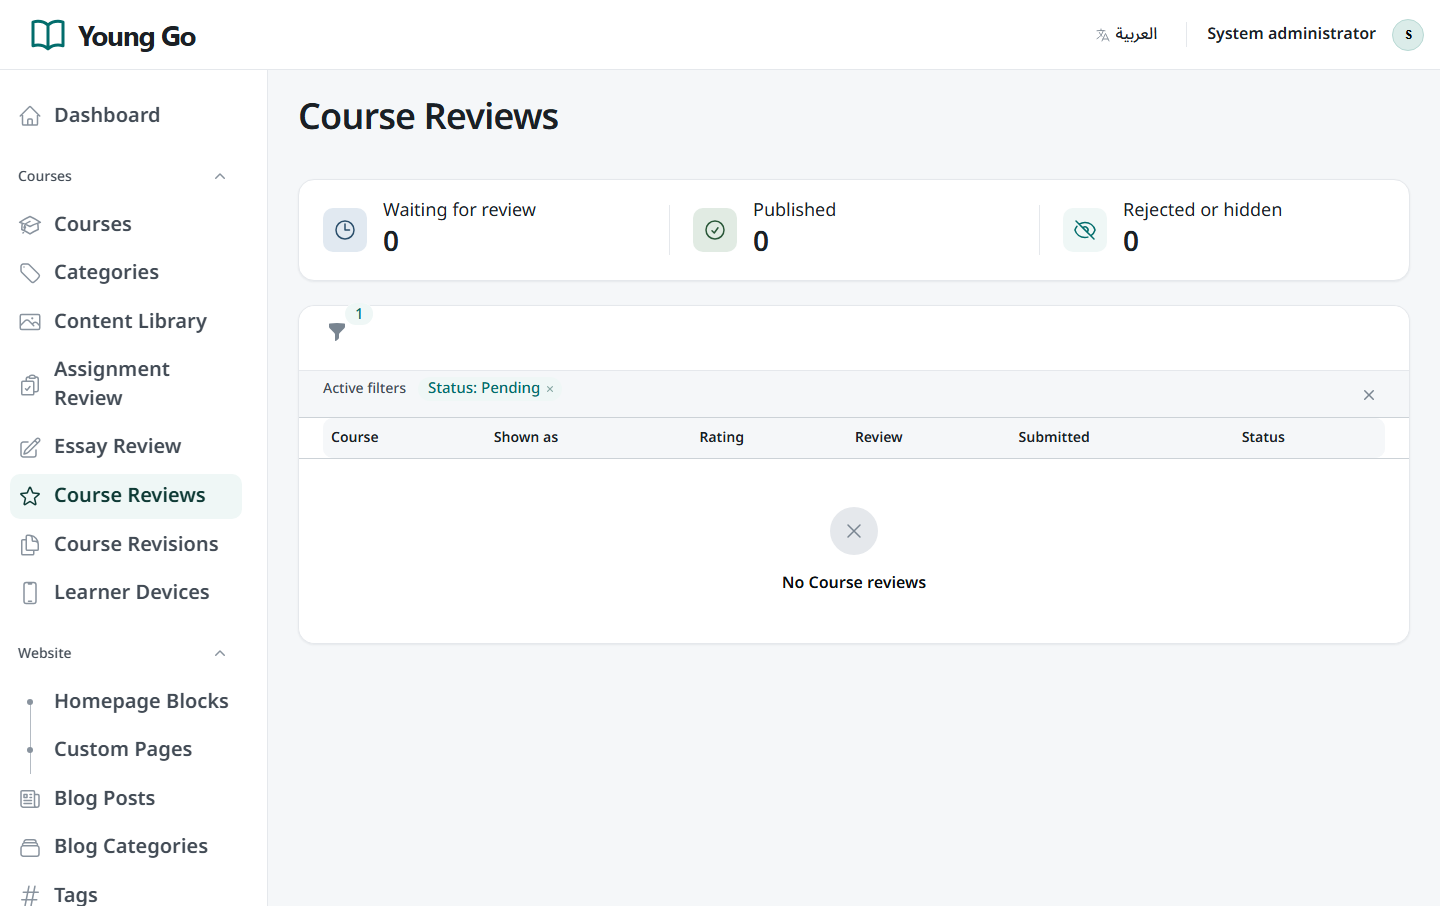 Young Go
العربية
System administrator
S
Dashboard
Courses
Courses
Categories
Content Library
Assignment
Review
Essay Review
Course Reviews
Course Revisions
Learner Devices
Website
Homepage Blocks
Custom Pages
Blog Posts
Blog Categories
Tags
Course Reviews
Waiting for review
0
Published
0
Rejected or hidden
0
1
Active filters Status: Pending ×
Course Shown as Rating Review Submitted Status
No Course reviews